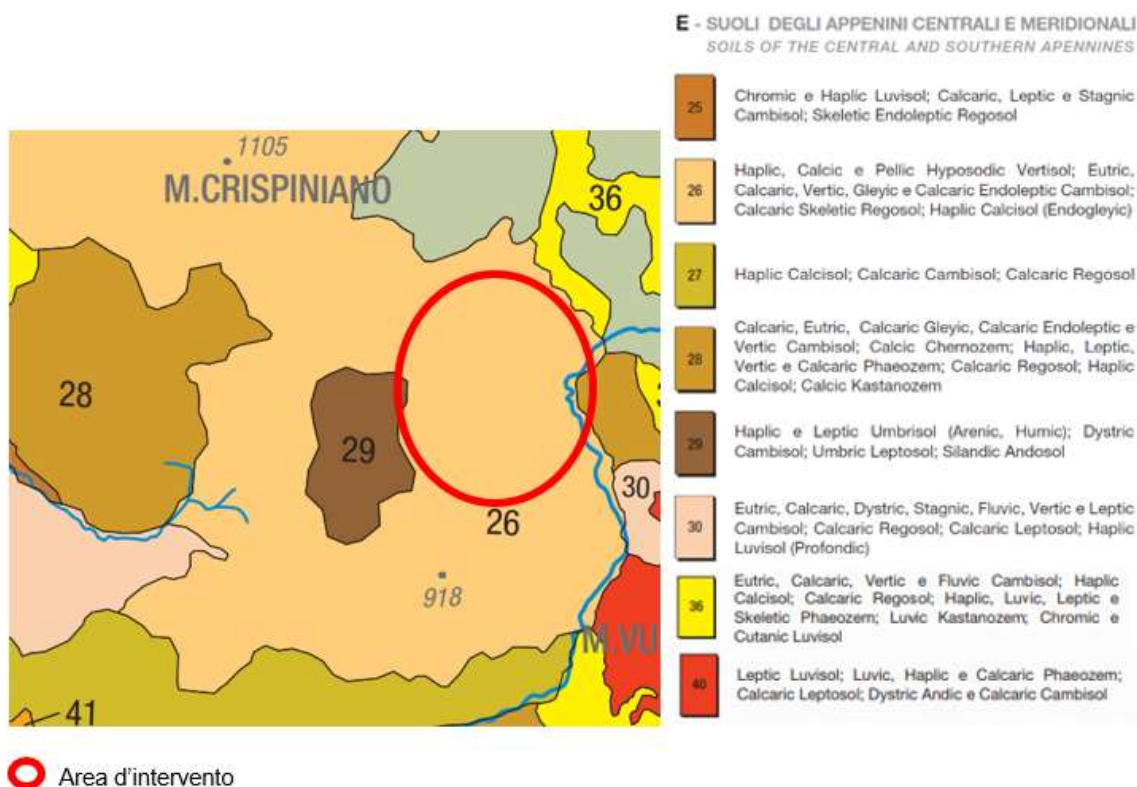 E - SUOLI DEGLI APPENINI CENTRALI E MERIDIONALI
SOILS OF THE CENTRAL AND SOUTHERN APENNINES
25
Chromic e Haplic Luvisol; Calcaric, Leptic e Stagnic
Cambisol; Skeletic Endoleptic Regosol
26
Haplic, Calcic e Pellic Hyposodic Vertisol; Eutric,
Calcaric, Vertic, Gleyic e Calcaric Endoleptic Cambisol;
Calcaric Skeletic Regosol; Haplic Calcisol (Endogleyic)
27
Haplic Calcisol; Calcaric Cambisol; Calcaric Regosol
28
Calcaric, Eutric, Calcaric Gleyic, Calcaric Endoleptic e
Vertic Cambisol; Calcic Chernozem; Haplic, Leptic,
Vertic e Calcaric Phaeozem; Calcaric Regosol; Haplic
Calcisol; Calcic Kastanozem
29
Haplic e Leptic Umbrisol (Arenic, Humic); Dystric
Cambisol; Umbric Leptosol; Silandic Andosol
30
Eutric, Calcaric, Dystric, Stagnic, Fluvic, Vertic e Leptic
Cambisol; Calcaric Regosol; Calcaric Leptosol; Haplic
Luvisol (Profondic)
36
Eutric, Calcaric, Vertic e Fluvic Cambisol; Haplic
Calcisol; Calcaric Regosol; Haplic, Luvic, Leptic e
Skeletic Phaeozem; Luvic Kastanozem; Chromic e
Cutanic Luvisol
40
Leptic Luvisol; Luvic, Haplic e Calcaric Phaeozem;
Calcaric Leptosol; Dystric Andic e Calcaric Cambisol
1105
M.CRISPINIANO
36
28
29
30
26
918
M.VU
41
Area d'intervento